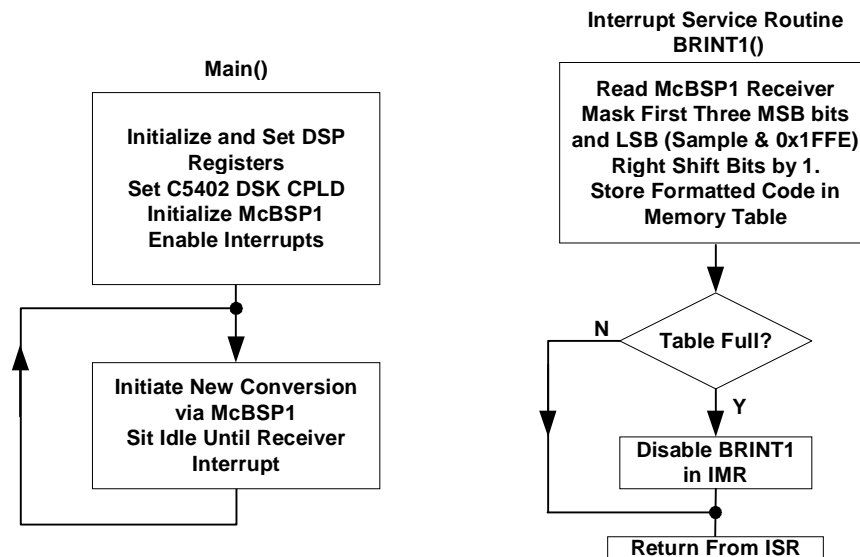 Main()
Initialize and Set DSP
Registers
Set C5402 DSK CPLD
Initialize McBSP1
Enable Interrupts
Initiate New Conversion
via McBSP1
Sit Idle Until Receiver
Interrupt
Interrupt Service Routine
BRINT1()
Read McBSP1 Receiver
Mask First Three MSB bits
and LSB (Sample & 0x1FFE)
Right Shift Bits by 1.
Store Formatted Code in
Memory Table
Table Full?
N
Y
Disable BRINT1
in IMR
Return From ISR